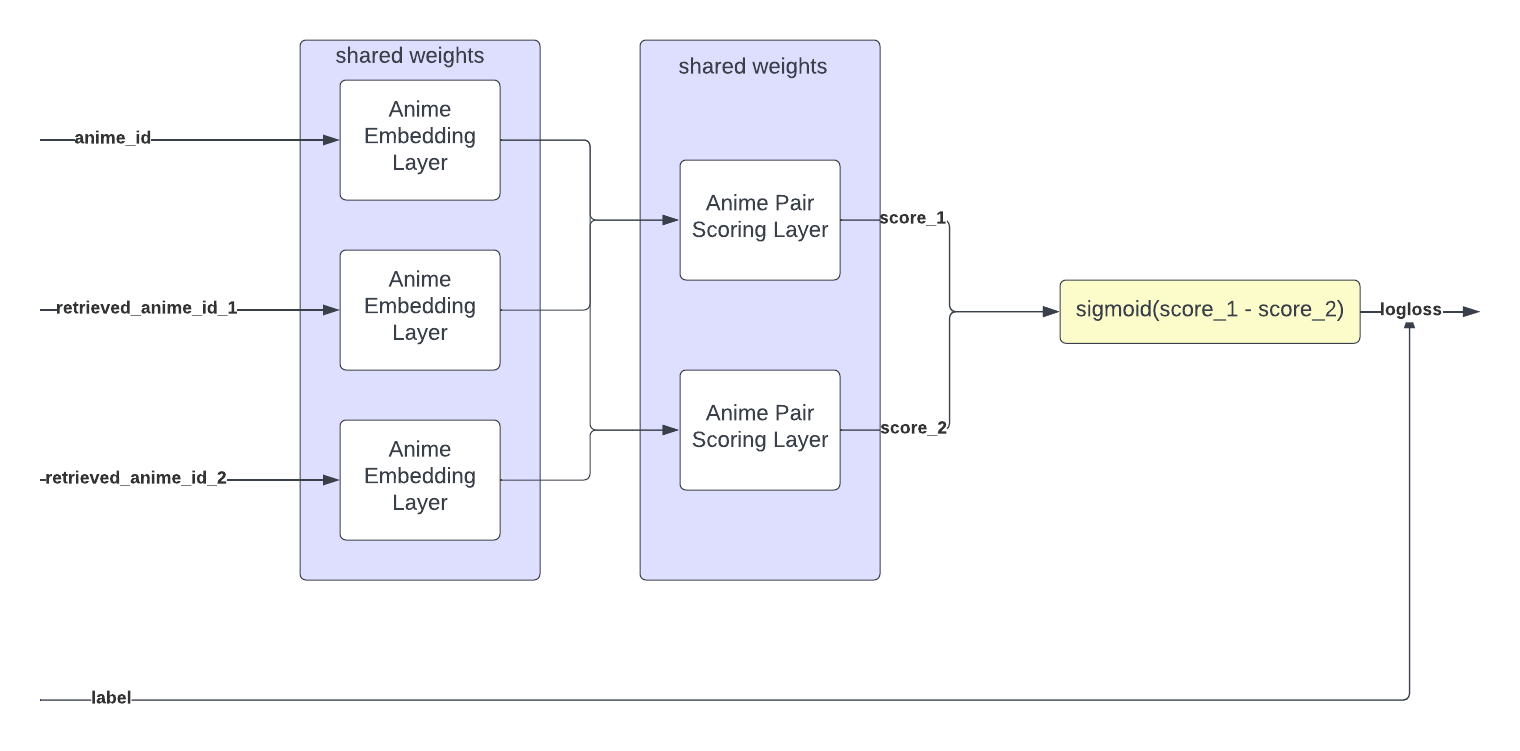 shared weights
shared weights
anime_id
Anime
Embedding
Layer
retrieved_anime_id_1
Anime
Embedding
Layer
retrieved_anime_id_2
Anime
Embedding
Layer
Anime Pair
Scoring Layer
score_1
Anime Pair
Scoring Layer
score_2
sigmoid(score_1 - score_2)
logloss
label